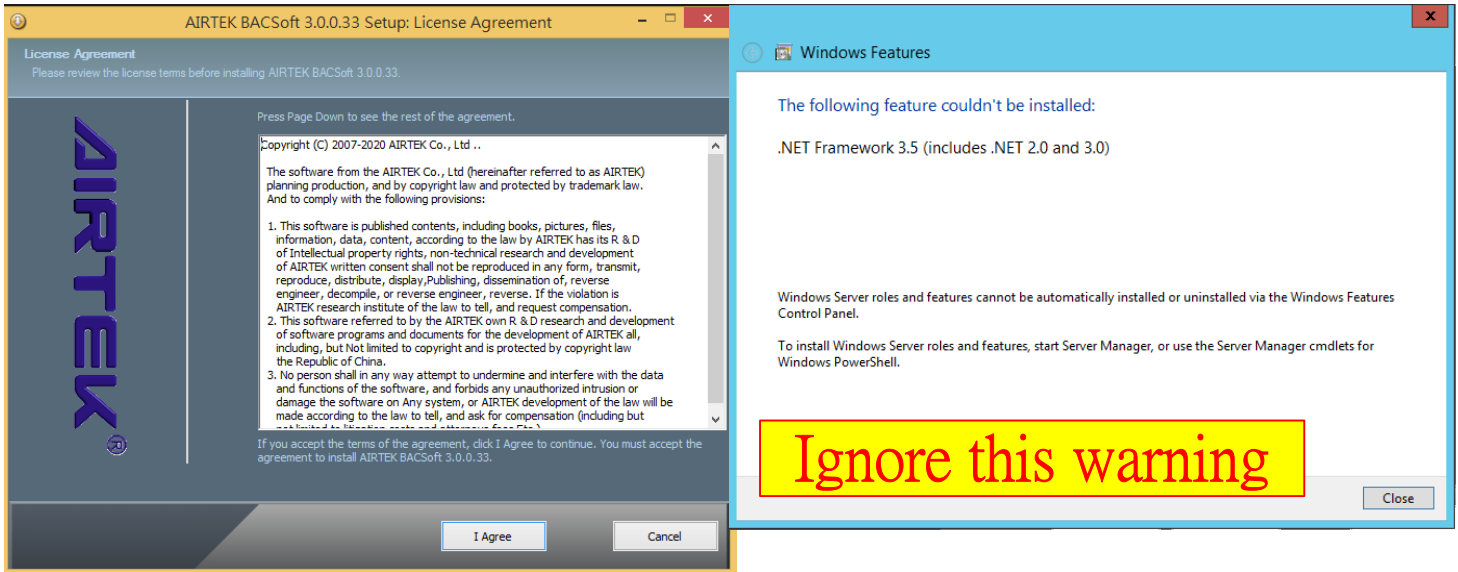 AIRTEK BACSoft 3.0.0.33 Setup: License Agreement
License Agreement
Please review the license terms before installing AIRTEK BACSoft 3.0.0.33.
AIRTEK®
Press Page Down to see the rest of the agreement.
Copyright (C) 2007-2020 AIRTEK Co., Ltd ..
The software from the AIRTEK Co., Ltd (hereinafter referred to as AIRTEK)
planning production, and by copyright law and protected by trademark law.
And to comply with the following provisions:
1. This software is published contents, including books, pictures, files,
information, data, content, according to the law by AIRTEK has its R & D
of Intellectual property rights, non-technical research and development
of AIRTEK written consent shall not be reproduced in any form, transmit,
reproduce, distribute, display,Publishing, dissemination of, reverse
engineer, decompile, or reverse engineer, reverse. If the violation is
AIRTEK research institute of the law to tell, and request compensation.
2. This software referred to by the AIRTEK own R & D research and development
of software programs and documents for the development of AIRTEK all,
including, but Not limited to copyright and is protected by copyright law
the Republic of China.
3. No person shall in any way attempt to undermine and interfere with the data
and functions of the software, and forbids any unauthorized intrusion or
damage the software on Any system, or AIRTEK development of the law will be
made according to the law to tell, and ask for compensation (including but
If you accept the terms of the agreement, click I Agree to continue. You must accept the
agreement to install AIRTEK BACSoft 3.0.0.33.
I Agree
Cancel
Windows Features
The following feature couldn't be installed:
.NET Framework 3.5 (includes .NET 2.0 and 3.0)
Windows Server roles and features cannot be automatically installed or uninstalled via the Windows Features
Control Panel.
To install Windows Server roles and features, start Server Manager, or use the Server Manager cmdlets for
Windows PowerShell.
Ignore this warning
Close